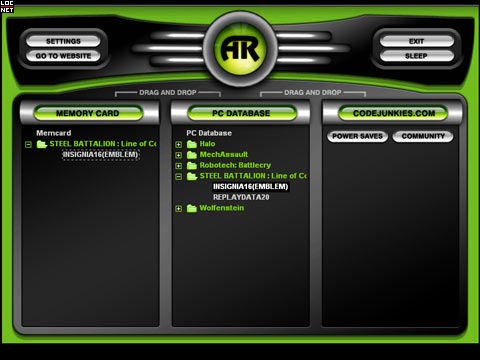 LOC
NET
SETTINGS
GO TO WEBSITE
AR
EXIT
SLEEP
DRAG AND DROP
DRAG AND DROP
MEMORY CARD
Memcard
STEEL BATTALION : Line of Co
INSIGNIA16(EMBLEM)
PC DATABASE
PC Database
Halo
MechAssault
Robotech: Battlecry
STEEL BATTALION : Line of Co
INSIGNIA16(EMBLEM)
REPLAYDATA20
Wolfenstein
CODEJUNKIES.COM
POWER SAVES
COMMUNITY